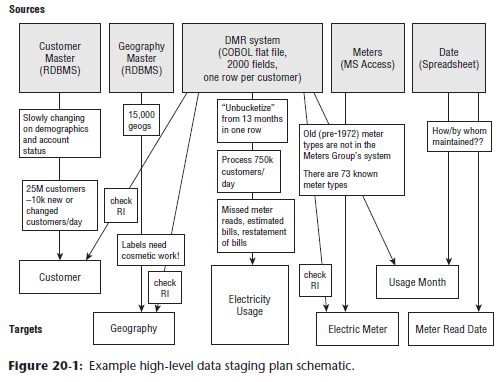 Sources
Customer
Master
(RDBMS)
Geography
Master
(RDBMS)
DMR system
(COBOL flat file,
2000 fields,
one row per customer)
Meters
(MS Access)
Date
(Spreadsheet)
Slowly changing
on demographics
and account
status
15,000
geogs
“Unbucketize”
from 13 months
in one row
Old (pre-1972) meter
types are not in the
Meters Group's system
There are 73 known
meter types
How/by whom
maintained??
Process 750k
customers/
day
25M customers
~10k new or
changed
customers/day
check
RI
Missed meter
reads, estimated
bills, restatement
of bills
Labels need
cosmetic work!
Customer
check
RI
Electricity
Usage
check
RI
Usage Month
Targets
Geography
Electric Meter
Meter Read Date
Figure 20-1: Example high-level data staging plan schematic.